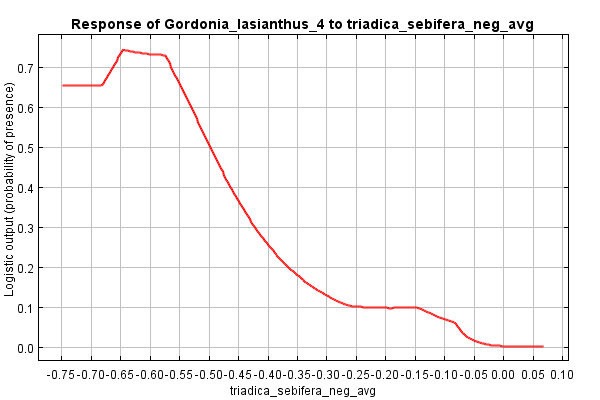 Response of Gordonia_lasianthus_4 to triadica_sebifera_neg_avg
Logistic output (probability of presence)
0.7
0.6
0.5
0.4
0.3
0.2
0.1
0.0
-0.75 -0.70 -0.65 -0.60 -0.55 -0.50 -0.45 -0.40 -0.35 -0.30 -0.25 -0.20 -0.15 -0.10 -0.05 0.00 0.05 0.10
triadica_sebifera_neg_avg